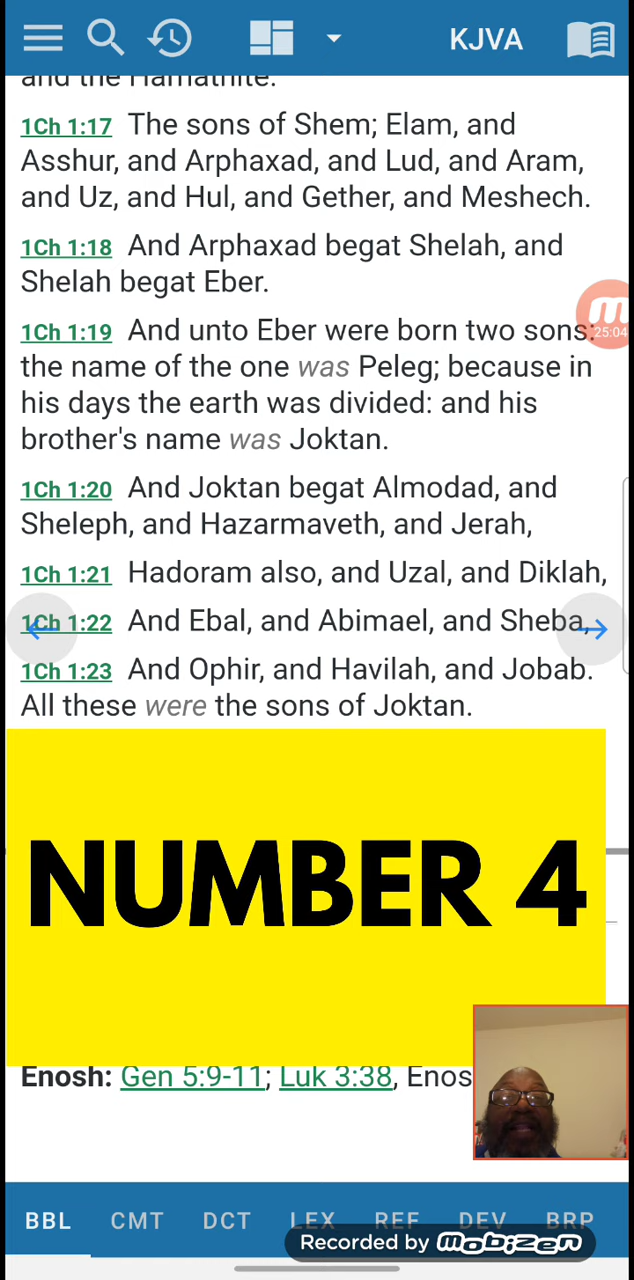 KJVA
and the Hamathite.
1Ch 1:17 The sons of Shem; Elam, and
Asshur, and Arphaxad, and Lud, and Aram,
and Uz, and Hul, and Gether, and Meshech.
1Ch 1:18 And Arphaxad begat Shelah, and
Shelah begat Eber.
1Ch 1:19 And unto Eber were born two sons:
25:04
the name of the one was Peleg; because in
his days the earth was divided: and his
brother's name was Joktan.
1Ch 1:20 And Joktan begat Almodad, and
Sheleph, and Hazarmaveth, and Jerah,
1Ch 1:21 Hadoram also, and Uzal, and Diklah,
1Ch 1:22 And Ebal, and Abimael, and Sheba,
1Ch 1:23 And Ophir, and Havilah, and Jobab.
All these were the sons of Joktan.
NUMBER 4
Enosh: Gen 5:9-11; Luk 3:38, Enos
BBL CMT DCT LEX REF DEV BRP
Recorded by mobizen